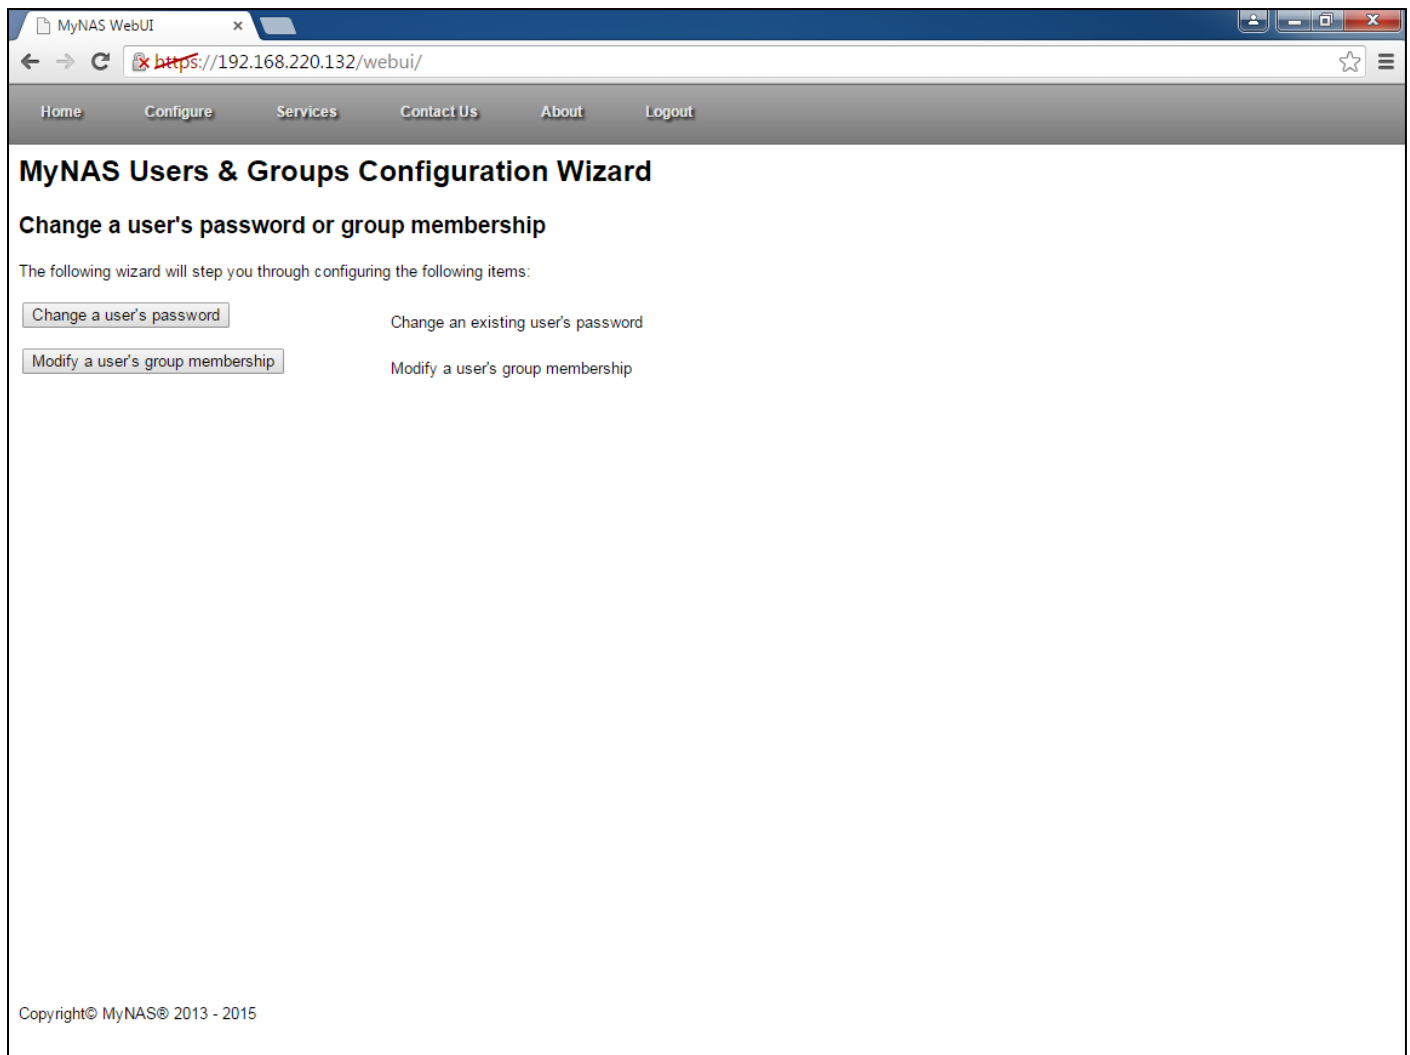 MyNAS WebUI
https://192.168.220.132/webui/
Home Configure Services Contact Us About Logout
MyNAS Users & Groups Configuration Wizard
Change a user's password or group membership
The following wizard will step you through configuring the following items:
Change a user's password Change an existing user's password
Modify a user's group membership Modify a user's group membership
Copyright© MyNAS® 2013 - 2015